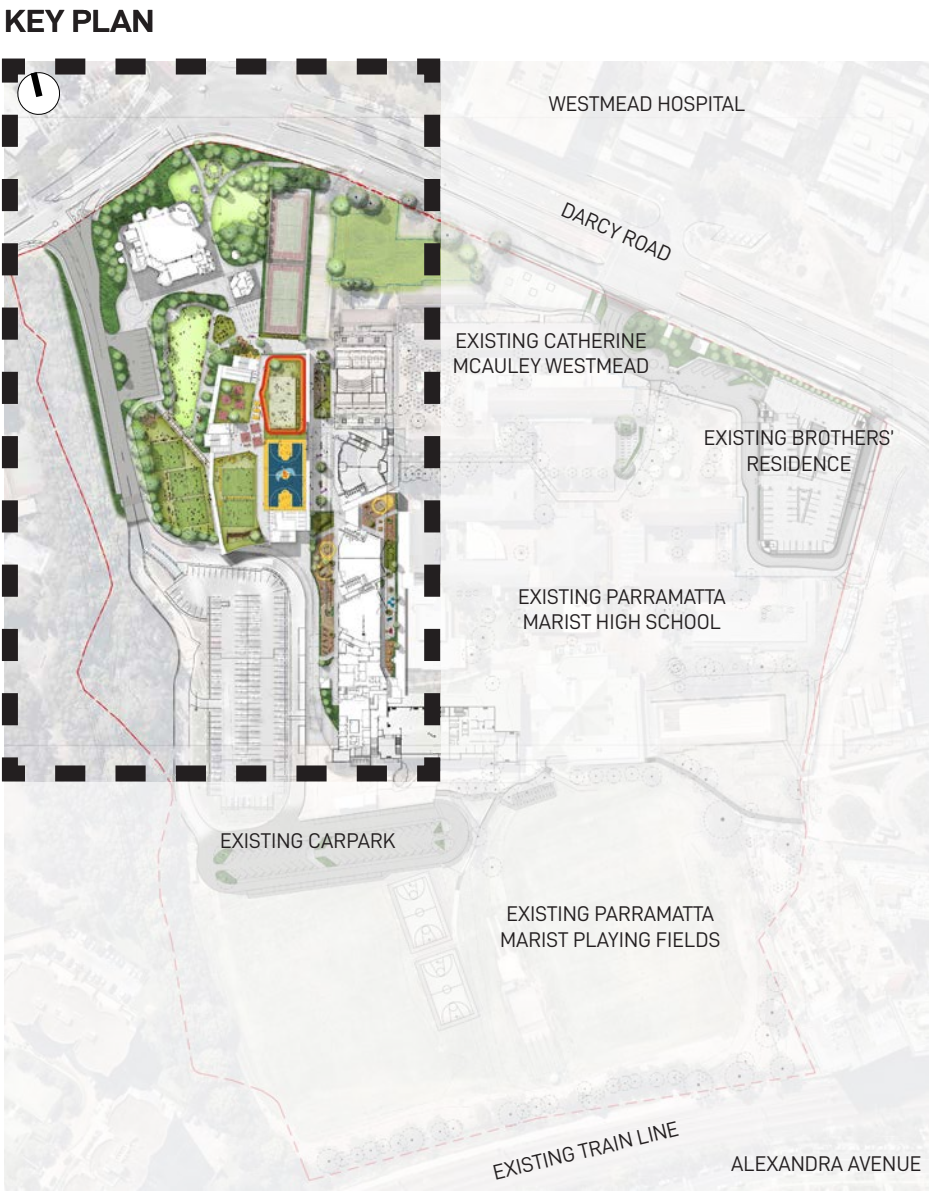 KEY PLAN
WESTMEAD HOSPITAL
DARCY ROAD
EXISTING CATHERINE
MCAULEY WESTMEAD
EXISTING BROTHERS'
RESIDENCE
EXISTING PARRAMATTA
MARIST HIGH SCHOOL
EXISTING CARPARK
EXISTING PARRAMATTA
MARIST PLAYING FIELDS
EXISTING TRAIN LINE
ALEXANDRA AVENUE